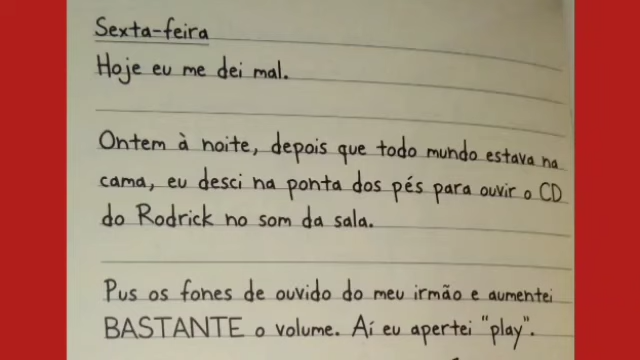 Sexta-feira
Hoje eu me dei mal.
Ontem à noite, depois que todo mundo estava na
cama, eu desci na ponta dos pés para ouvir o CD
do Rodrick no som da sala.
Pus os fones de ouvido do meu irmão e aumentei
BASTANTE o volume. Aí eu apertei "play".